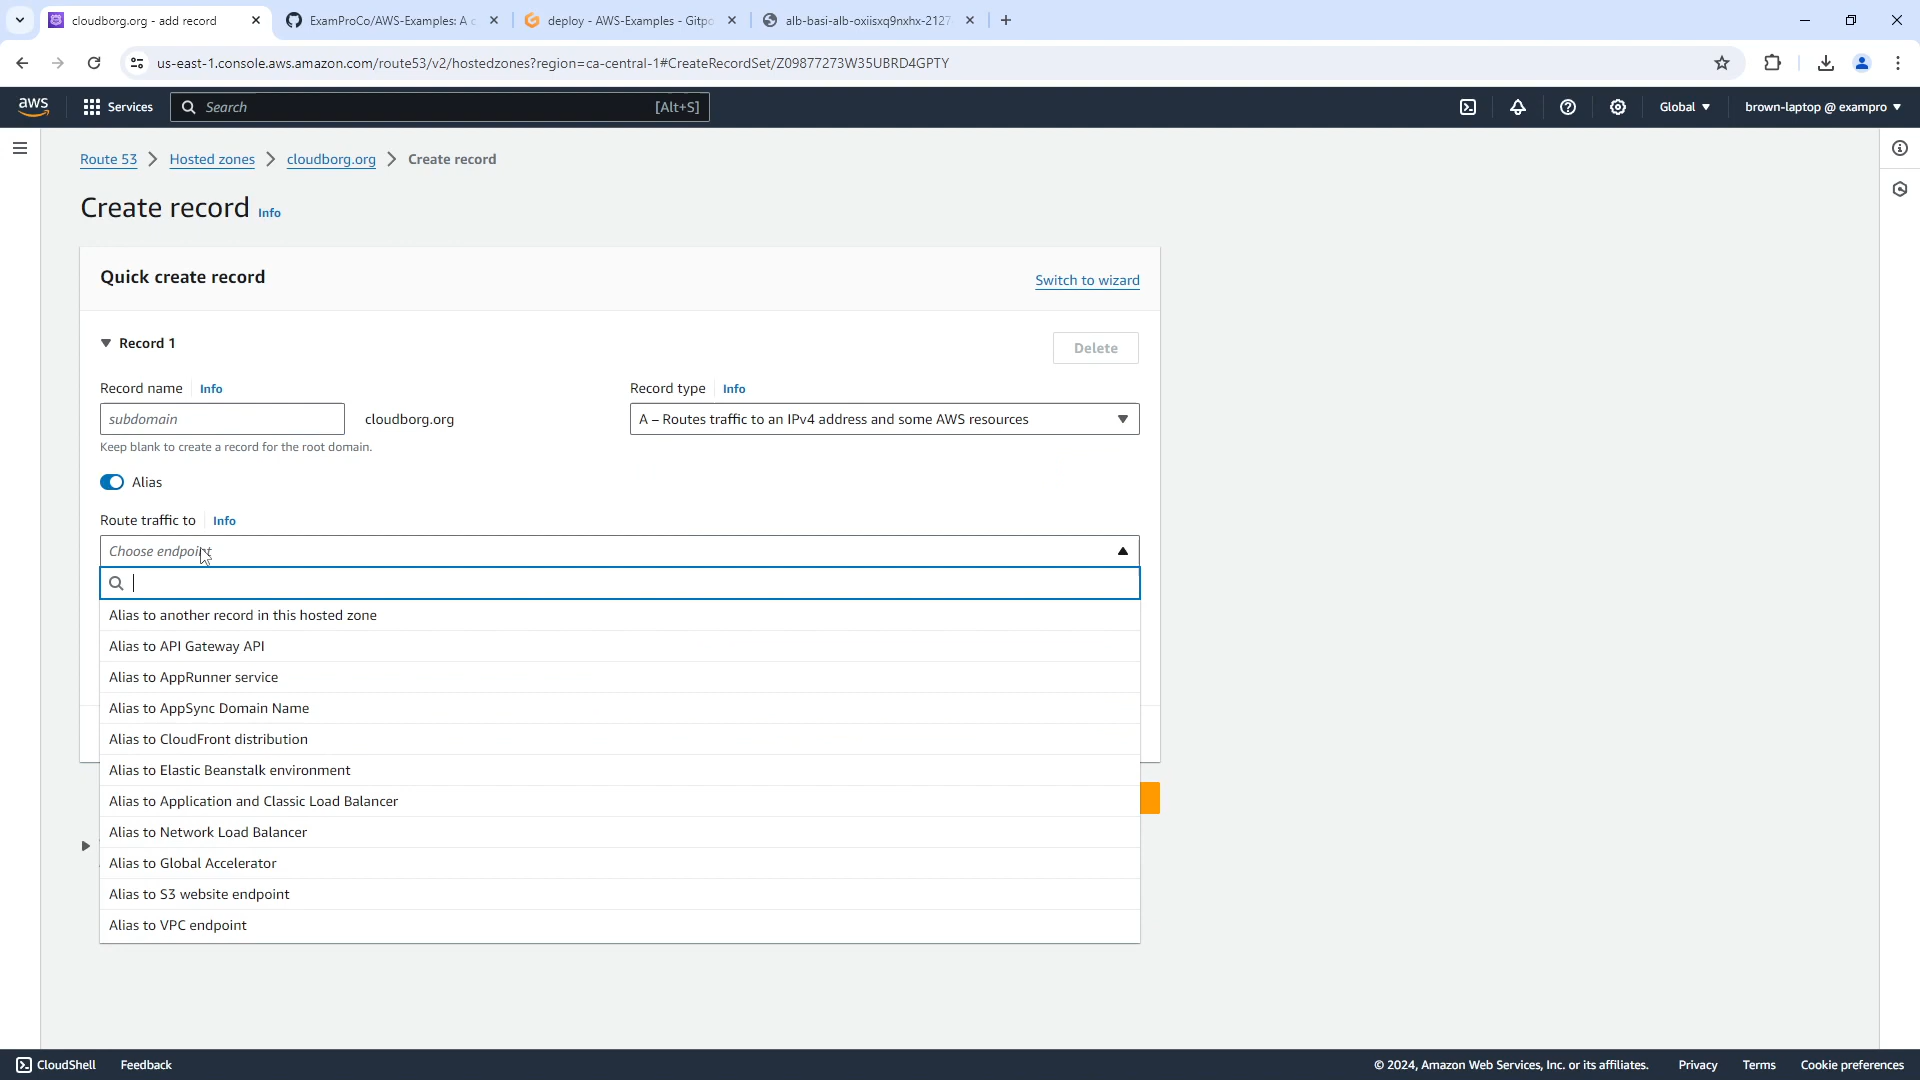 cloudborg.org - add record
ExamProCo/AWS-Examples: A c
deploy - AWS-Examples - Gitpo
alb-basi-alb-oxiisxq9nxhx-2127
us-east-1.console.aws.amazon.com/route53/v2/hostedzones?region=ca-central-1#CreateRecordSet/Z09877273W35UBRD4GPTY
aws
Services
Search
[Alt+S]
Global
brown-laptop @ exampro
Route 53
Hosted zones
cloudborg.org
Create record
Create record
Info
Quick create record
Switch to wizard
Record 1
Delete
Record name
Info
Record type
Info
subdomain
cloudborg.org
A – Routes traffic to an IPv4 address and some AWS resources
Keep blank to create a record for the root domain.
Alias
Route traffic to
Info
Choose endpoint
Alias to another record in this hosted zone
Alias to API Gateway API
Alias to AppRunner service
Alias to AppSync Domain Name
Alias to CloudFront distribution
Alias to Elastic Beanstalk environment
Alias to Application and Classic Load Balancer
Alias to Network Load Balancer
Alias to Global Accelerator
Alias to S3 website endpoint
Alias to VPC endpoint
CloudShell
Feedback
© 2024, Amazon Web Services, Inc. or its affiliates.
Privacy
Terms
Cookie preferences